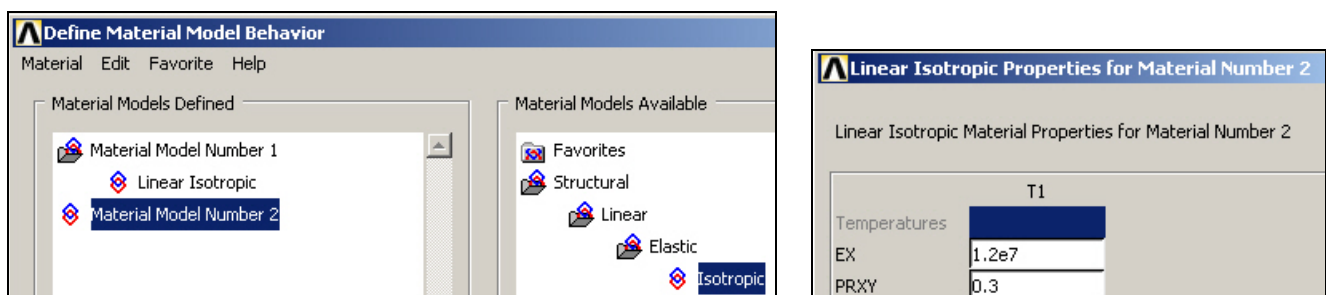 Define Material Model Behavior
Material Edit Favorite Help
Material Models Defined
Material Model Number 1
Linear Isotropic
Material Model Number 2
Material Models Available
Favorites
Structural
Linear
Elastic
Isotropic
Linear Isotropic Properties for Material Number 2
Linear Isotropic Material Properties for Material Number 2
T1
Temperatures
EX 1.2e7
PRXY 0.3